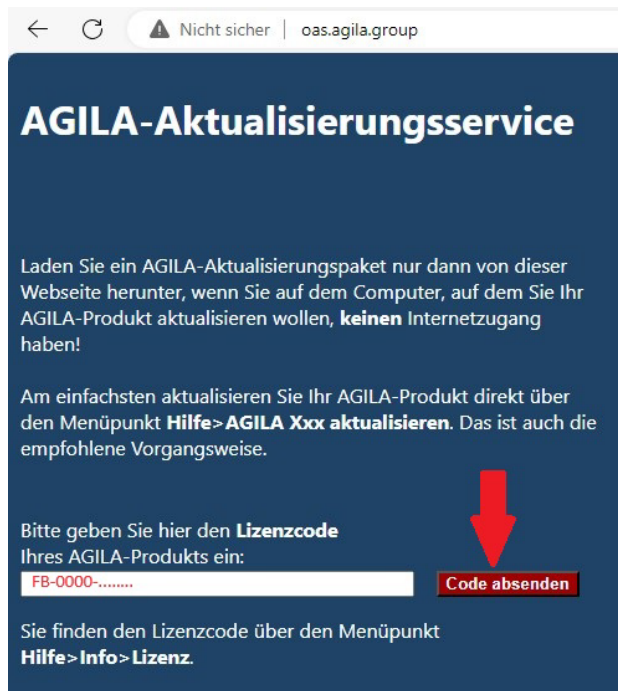 Nicht sicher | oas.agila.group
AGILA-Aktualisierungsservice
Laden Sie ein AGILA-Aktualisierungspaket nur dann von dieser
Webseite herunter, wenn Sie auf dem Computer, auf dem Sie Ihr
AGILA-Produkt aktualisieren wollen, keinen Internetzugang
haben!
Am einfachsten aktualisieren Sie Ihr AGILA-Produkt direkt über
den Menüpunkt Hilfe>AGILA Xxx aktualisieren. Das ist auch die
empfohlene Vorgangsweise.
Bitte geben Sie hier den Lizenzcode
Ihres AGILA-Produkts ein:
FB-0000-........ Code absenden
Sie finden den Lizenzcode über den Menüpunkt
Hilfe>Info>Lizenz.